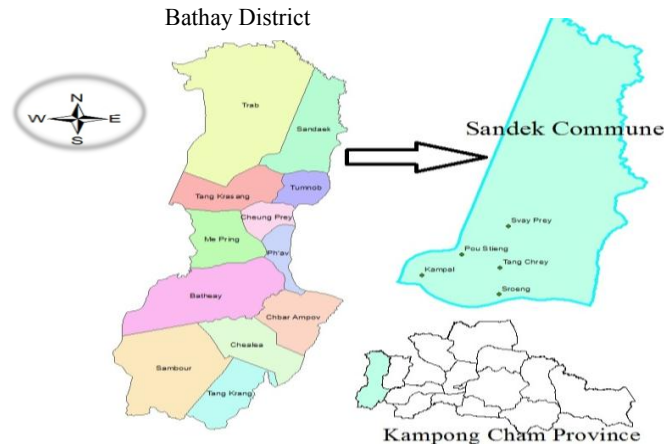 Bathay District
N
W E
S
Trab
Sandaek
Tang Krasang
Tumnob
Cheung Prey
Me Pring
Ph'av
Bathaay
Chbar Ampov
Chealea
Sambour
Tang Krang
Sandek Commune
Svay Prey
Pou Stieng
Tang Chrey
Kampal
Sroeng
Kampong Cham Province